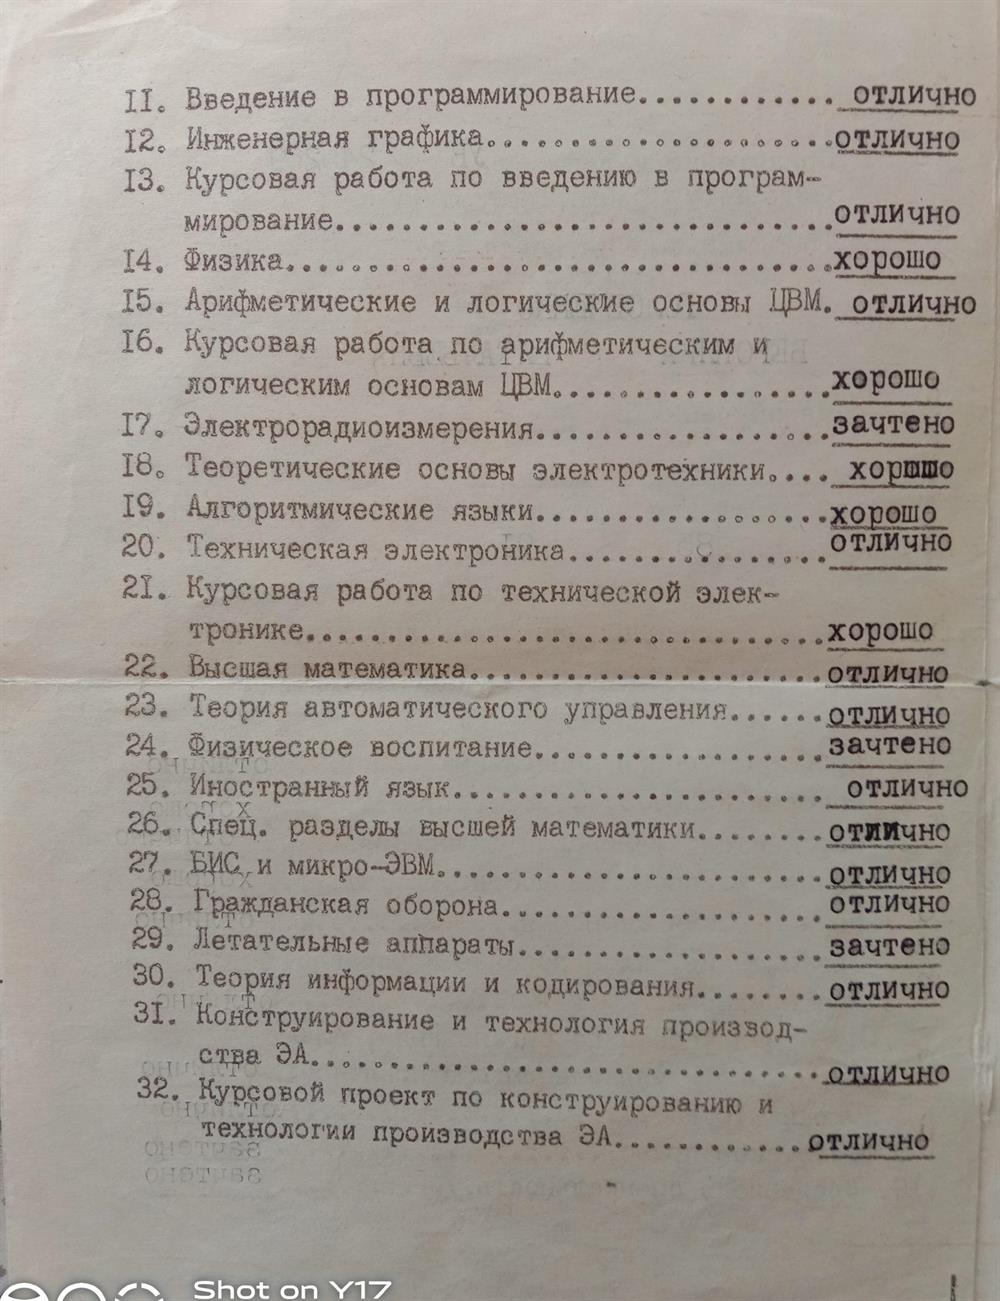 II. Введение в программирование............ отлично
I2. Инженерная графика.....................отлично
I3. Курсовая работа по введению в програм-
мирование..............................отлично
I4. Физика.................................хорошо
I5. Арифметические и логические основы ЦВМ. отлично
I6. Курсовая работа по арифметическим и
логическим основам ЦВМ.................хорошо
I7. Электрорадиоизмерения..................зачтено
I8. Теоретические основы электротехники.... хоршшо
I9. Алгоритмические языки..................хорошо
20. Техническая электроника................отлично
2I. Курсовая работа по технической элек-
тронике................................хорошо
22. Высшая математика......................отлично
23. Теория автоматического управления......отлично
24. Физическое воспитание..................зачтено
25. Иностранный язык....................... отлично
26. Спец. разделы высшей математики........отлично
27. БИС и микро-ЭВМ........................отлично
28. Гражданская оборона....................отлично
29. Летательные аппараты...................зачтено
30. Теория информации и кодирования........отлично
3I. Конструирование и технология производ-
ства ЭА................................отлично
32. Курсовой проект по конструированию и
технологии производства ЭА.............отлично
Shot on Y17